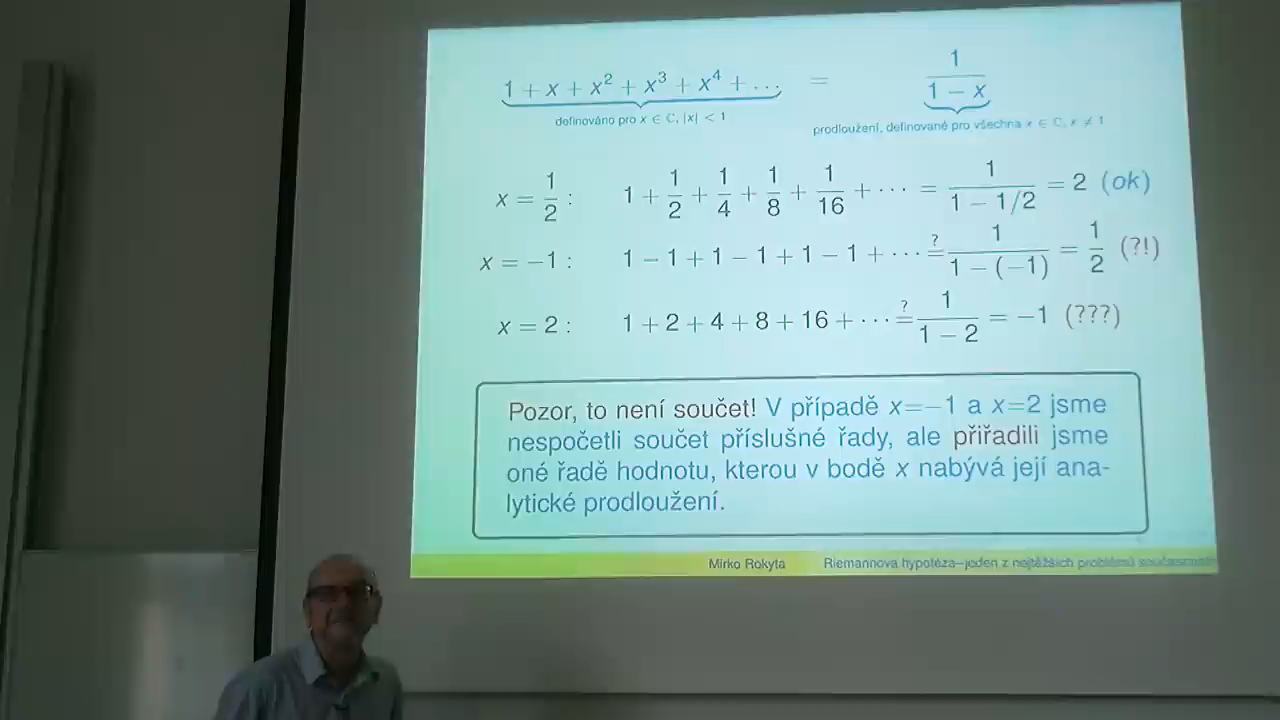 1 + x + x² + x³ + x⁴ + ... = 1/(1 − x)
definováno pro x ∈ ℂ, |x| < 1
prodloužení, definované pro všechna x ∈ ℂ, x ≠ 1
x = 1/2 : 1 + 1/2 + 1/4 + 1/8 + 1/16 + ⋯ = 1/(1 − 1/2) = 2 (ok)
x = −1 : 1 − 1 + 1 − 1 + 1 − 1 + ⋯ ≟ 1/(1 − (−1)) = 1/2 (?!)
x = 2 : 1 + 2 + 4 + 8 + 16 + ⋯ ≟ 1/(1 − 2) = −1 (???)
Pozor, to není součet! V případě x=−1 a x=2 jsme
nespočetli součet příslušné řady, ale přiřadili jsme
oné řadě hodnotu, kterou v bodě x nabývá její ana-
lytické prodloužení.
Mirko Rokyta Riemannova hypotéza–jeden z nejtěžších problémů